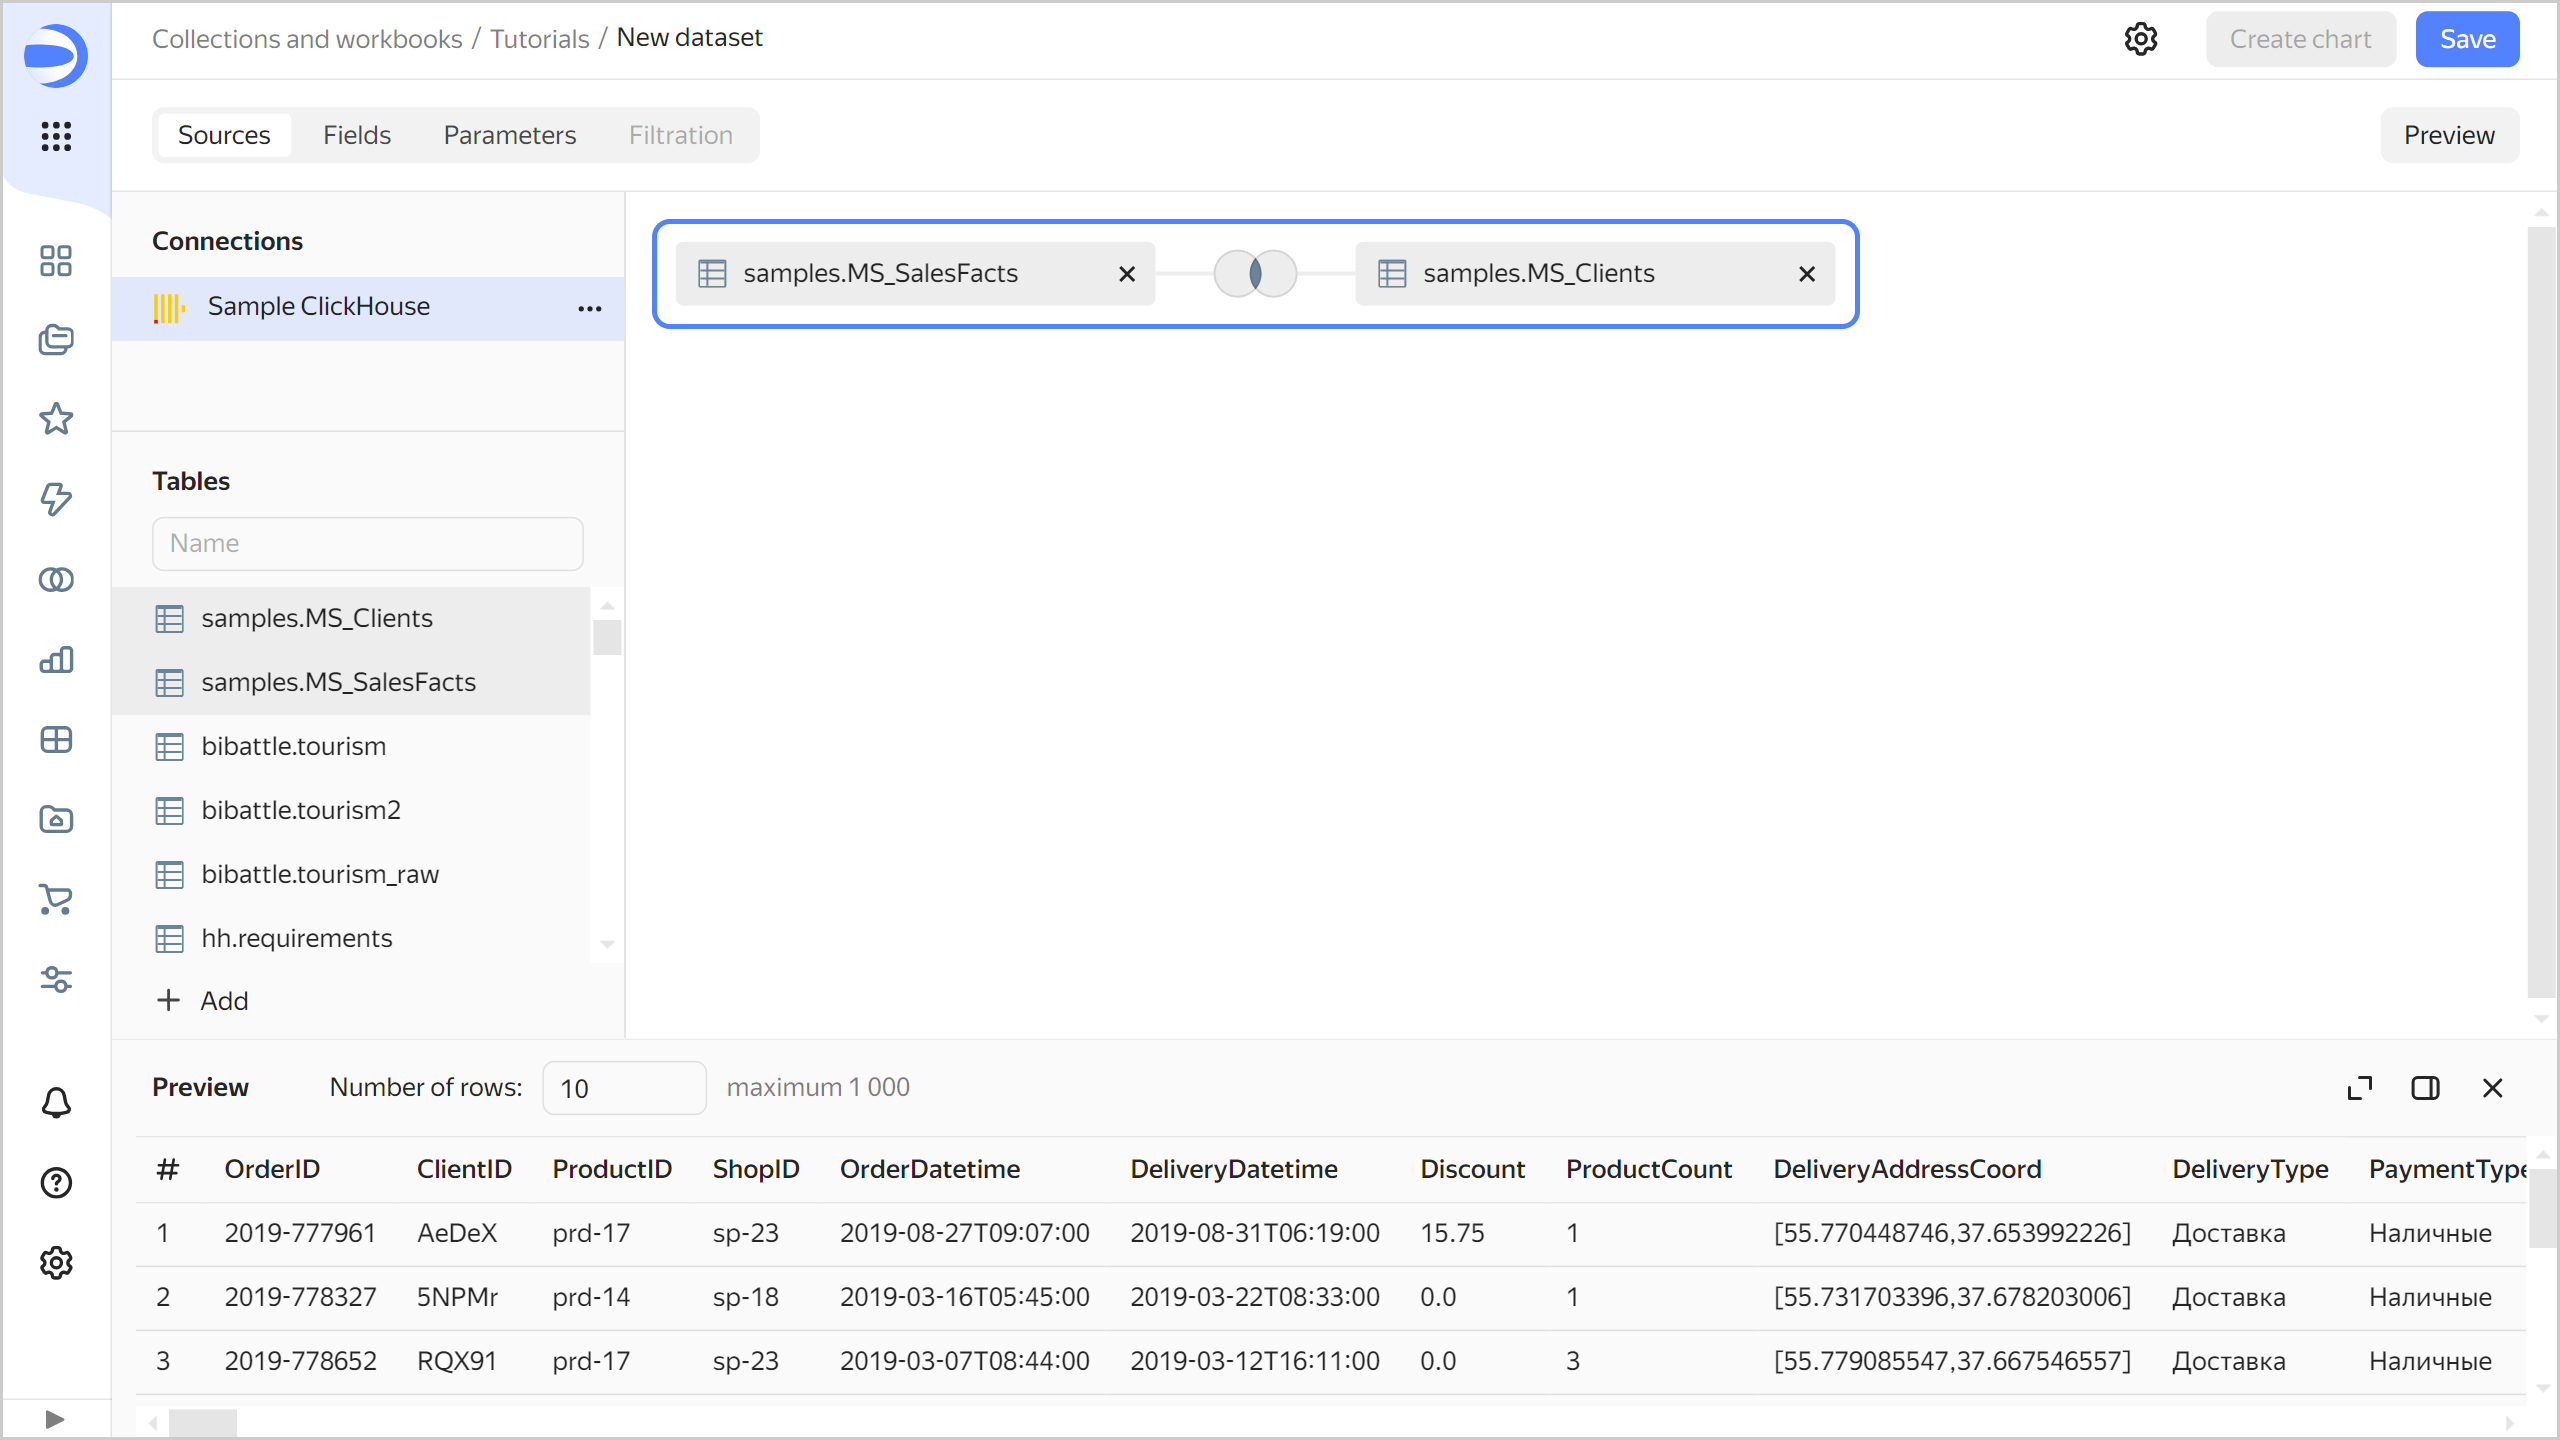 Collections and workbooks / Tutorials / New dataset
Create chart
Save
Sources
Fields
Parameters
Filtration
Preview
Connections
Sample ClickHouse
samples.MS_SalesFacts
samples.MS_Clients
Tables
Name
samples.MS_Clients
samples.MS_SalesFacts
bibattle.tourism
bibattle.tourism2
bibattle.tourism_raw
hh.requirements
Add
Preview Number of rows: 10 maximum 1 000
# OrderID ClientID ProductID ShopID OrderDatetime DeliveryDatetime Discount ProductCount DeliveryAddressCoord DeliveryType PaymentType
1 2019-777961 AeDeX prd-17 sp-23 2019-08-27T09:07:00 2019-08-31T06:19:00 15.75 1 [55.770448746,37.653992226] Доставка Наличные
2 2019-778327 5NPMr prd-14 sp-18 2019-03-16T05:45:00 2019-03-22T08:33:00 0.0 1 [55.731703396,37.678203006] Доставка Наличные
3 2019-778652 RQX91 prd-17 sp-23 2019-03-07T08:44:00 2019-03-12T16:11:00 0.0 3 [55.779085547,37.667546557] Доставка Наличные